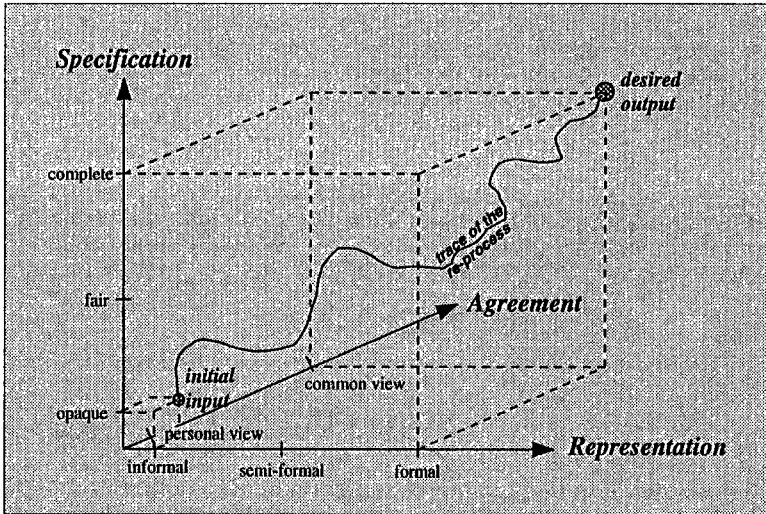 Specification
desired
output
complete
trace of the
re-process
fair
Agreement
initial
input
common view
opaque
personal view
informal
semi-formal
formal
Representation